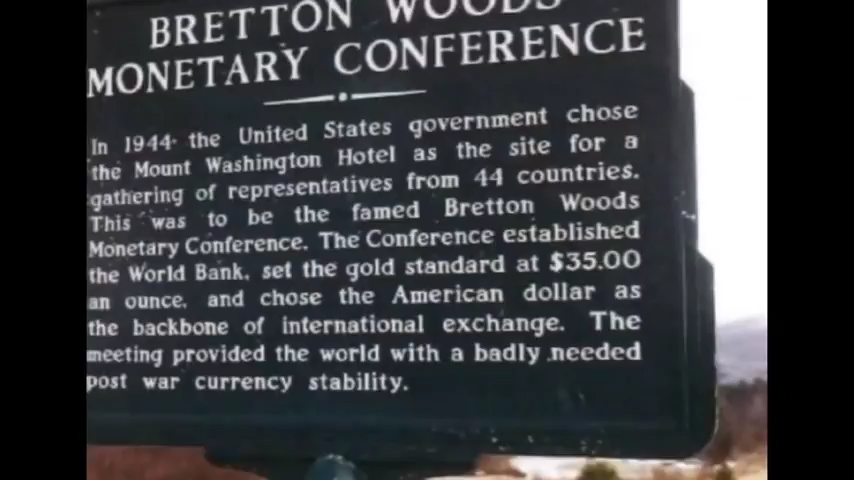 BRETTON WOODS
MONETARY CONFERENCE
In 1944 the United States government chose
the Mount Washington Hotel as the site for a
gathering of representatives from 44 countries.
This was to be the famed Bretton Woods
Monetary Conference. The Conference established
the World Bank, set the gold standard at $35.00
an ounce, and chose the American dollar as
the backbone of international exchange. The
meeting provided the world with a badly needed
post war currency stability.